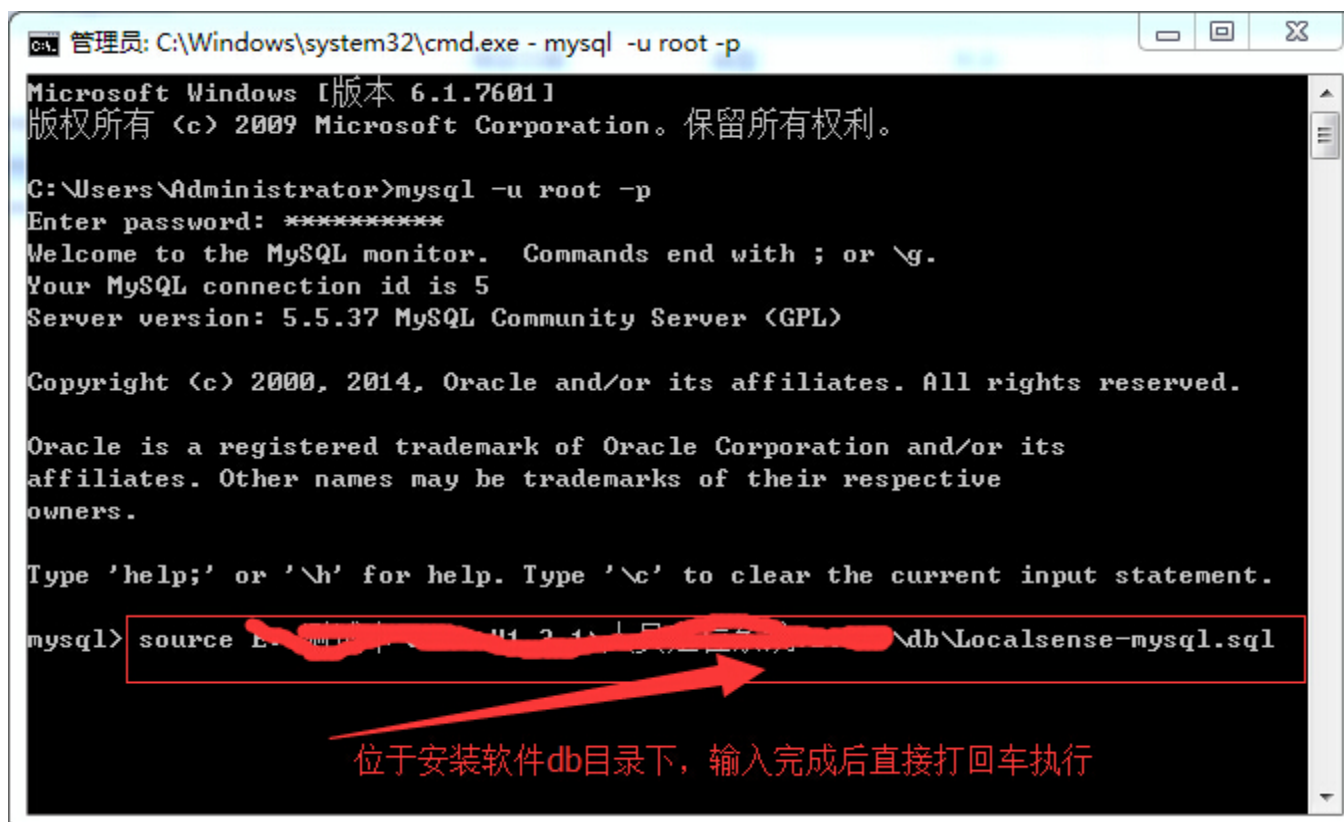 管理员: C:\Windows\system32\cmd.exe - mysql  -u root -p
Microsoft Windows [版本 6.1.7601]
版权所有 (c) 2009 Microsoft Corporation。保留所有权利。
C:\Users\Administrator>mysql -u root -p
Enter password: **********
Welcome to the MySQL monitor.  Commands end with ; or \g.
Your MySQL connection id is 5
Server version: 5.5.37 MySQL Community Server (GPL)
Copyright (c) 2000, 2014, Oracle and/or its affiliates. All rights reserved.
Oracle is a registered trademark of Oracle Corporation and/or its
affiliates. Other names may be trademarks of their respective
owners.
Type 'help;' or '\h' for help. Type '\c' to clear the current input statement.
mysql> source \db\Localsense-mysql.sql
位于安装软件db目录下，输入完成后直接打回车执行